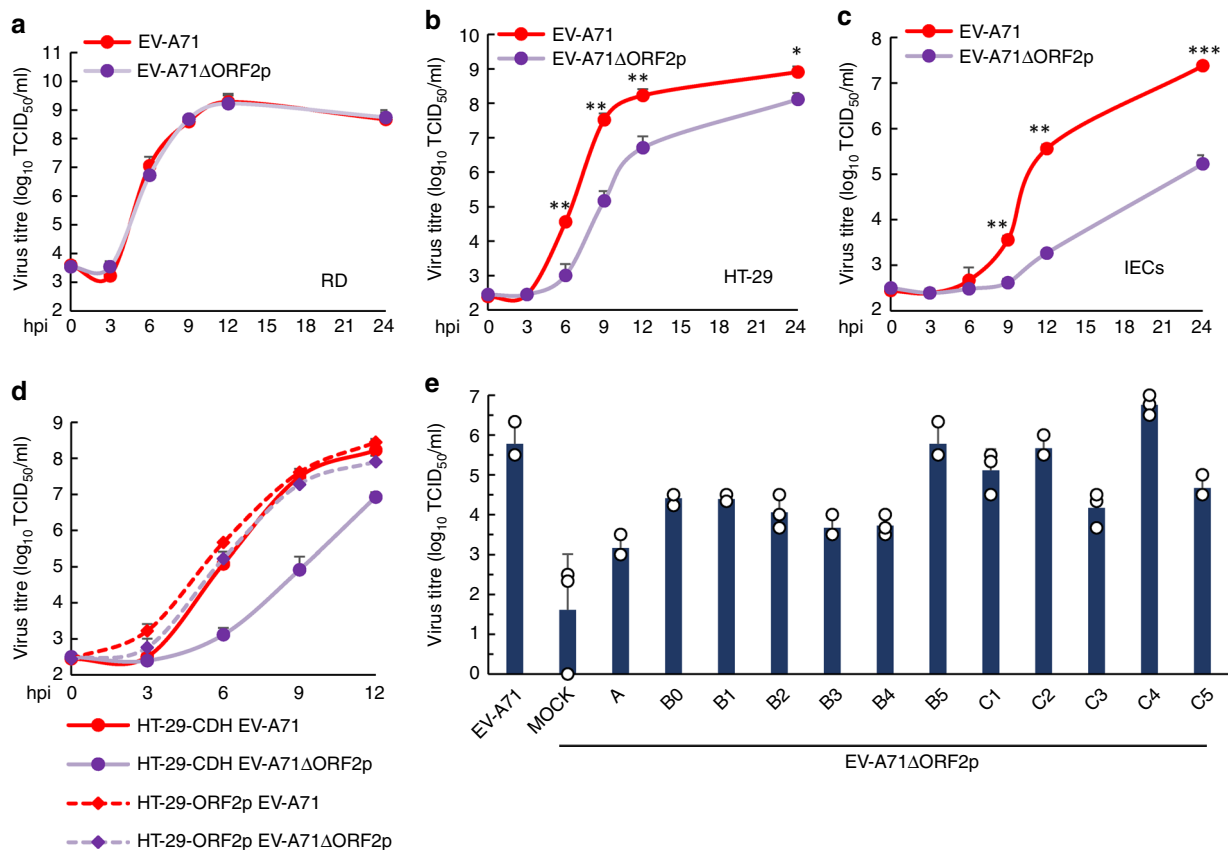 a
EV-A71
EV-A71ΔORF2p
Virus titre (log10 TCID50/ml)
11
10
9
8
7
6
5
4
3
2
RD
hpi
0 3 6 9 12 15 18 21 24
b
EV-A71
EV-A71ΔORF2p
Virus titre (log10 TCID50/ml)
10
9
8
7
6
5
4
3
2
**
**
**
*
HT-29
hpi
0 3 6 9 12 15 18 21 24
c
EV-A71
EV-A71ΔORF2p
Virus titre (log10 TCID50/ml)
8
7
6
5
4
3
2
**
**
***
IECs
hpi
0 3 6 9 12 15 18 21 24
d
Virus titre (log10 TCID50/ml)
9
8
7
6
5
4
3
2
hpi
0 3 6 9 12
HT-29-CDH EV-A71
HT-29-CDH EV-A71ΔORF2p
HT-29-ORF2p EV-A71
HT-29-ORF2p EV-A71ΔORF2p
e
Virus titre (log10 TCID50/ml)
7
6
5
4
3
2
1
0
EV-A71 MOCK A B0 B1 B2 B3 B4 B5 C1 C2 C3 C4 C5
EV-A71ΔORF2p